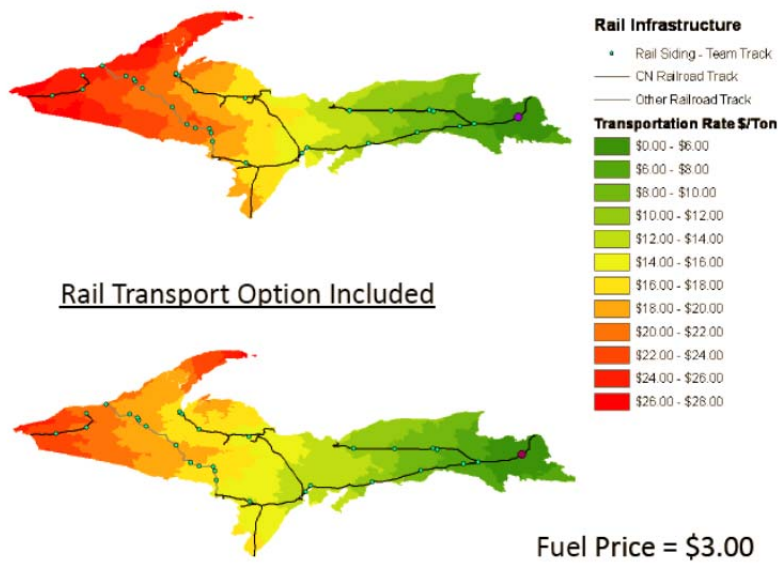 Rail Infrastructure
Rail Siding - Team Track
CN Railroad Track
Other Railroad Track
Transportation Rate $/Ton
$0.00 - $6.00
$6.00 - $8.00
$8.00 - $10.00
$10.00 - $12.00
$12.00 - $14.00
$14.00 - $16.00
$16.00 - $18.00
$18.00 - $20.00
$20.00 - $22.00
$22.00 - $24.00
$24.00 - $26.00
$26.00 - $28.00
Rail Transport Option Included
Fuel Price = $3.00